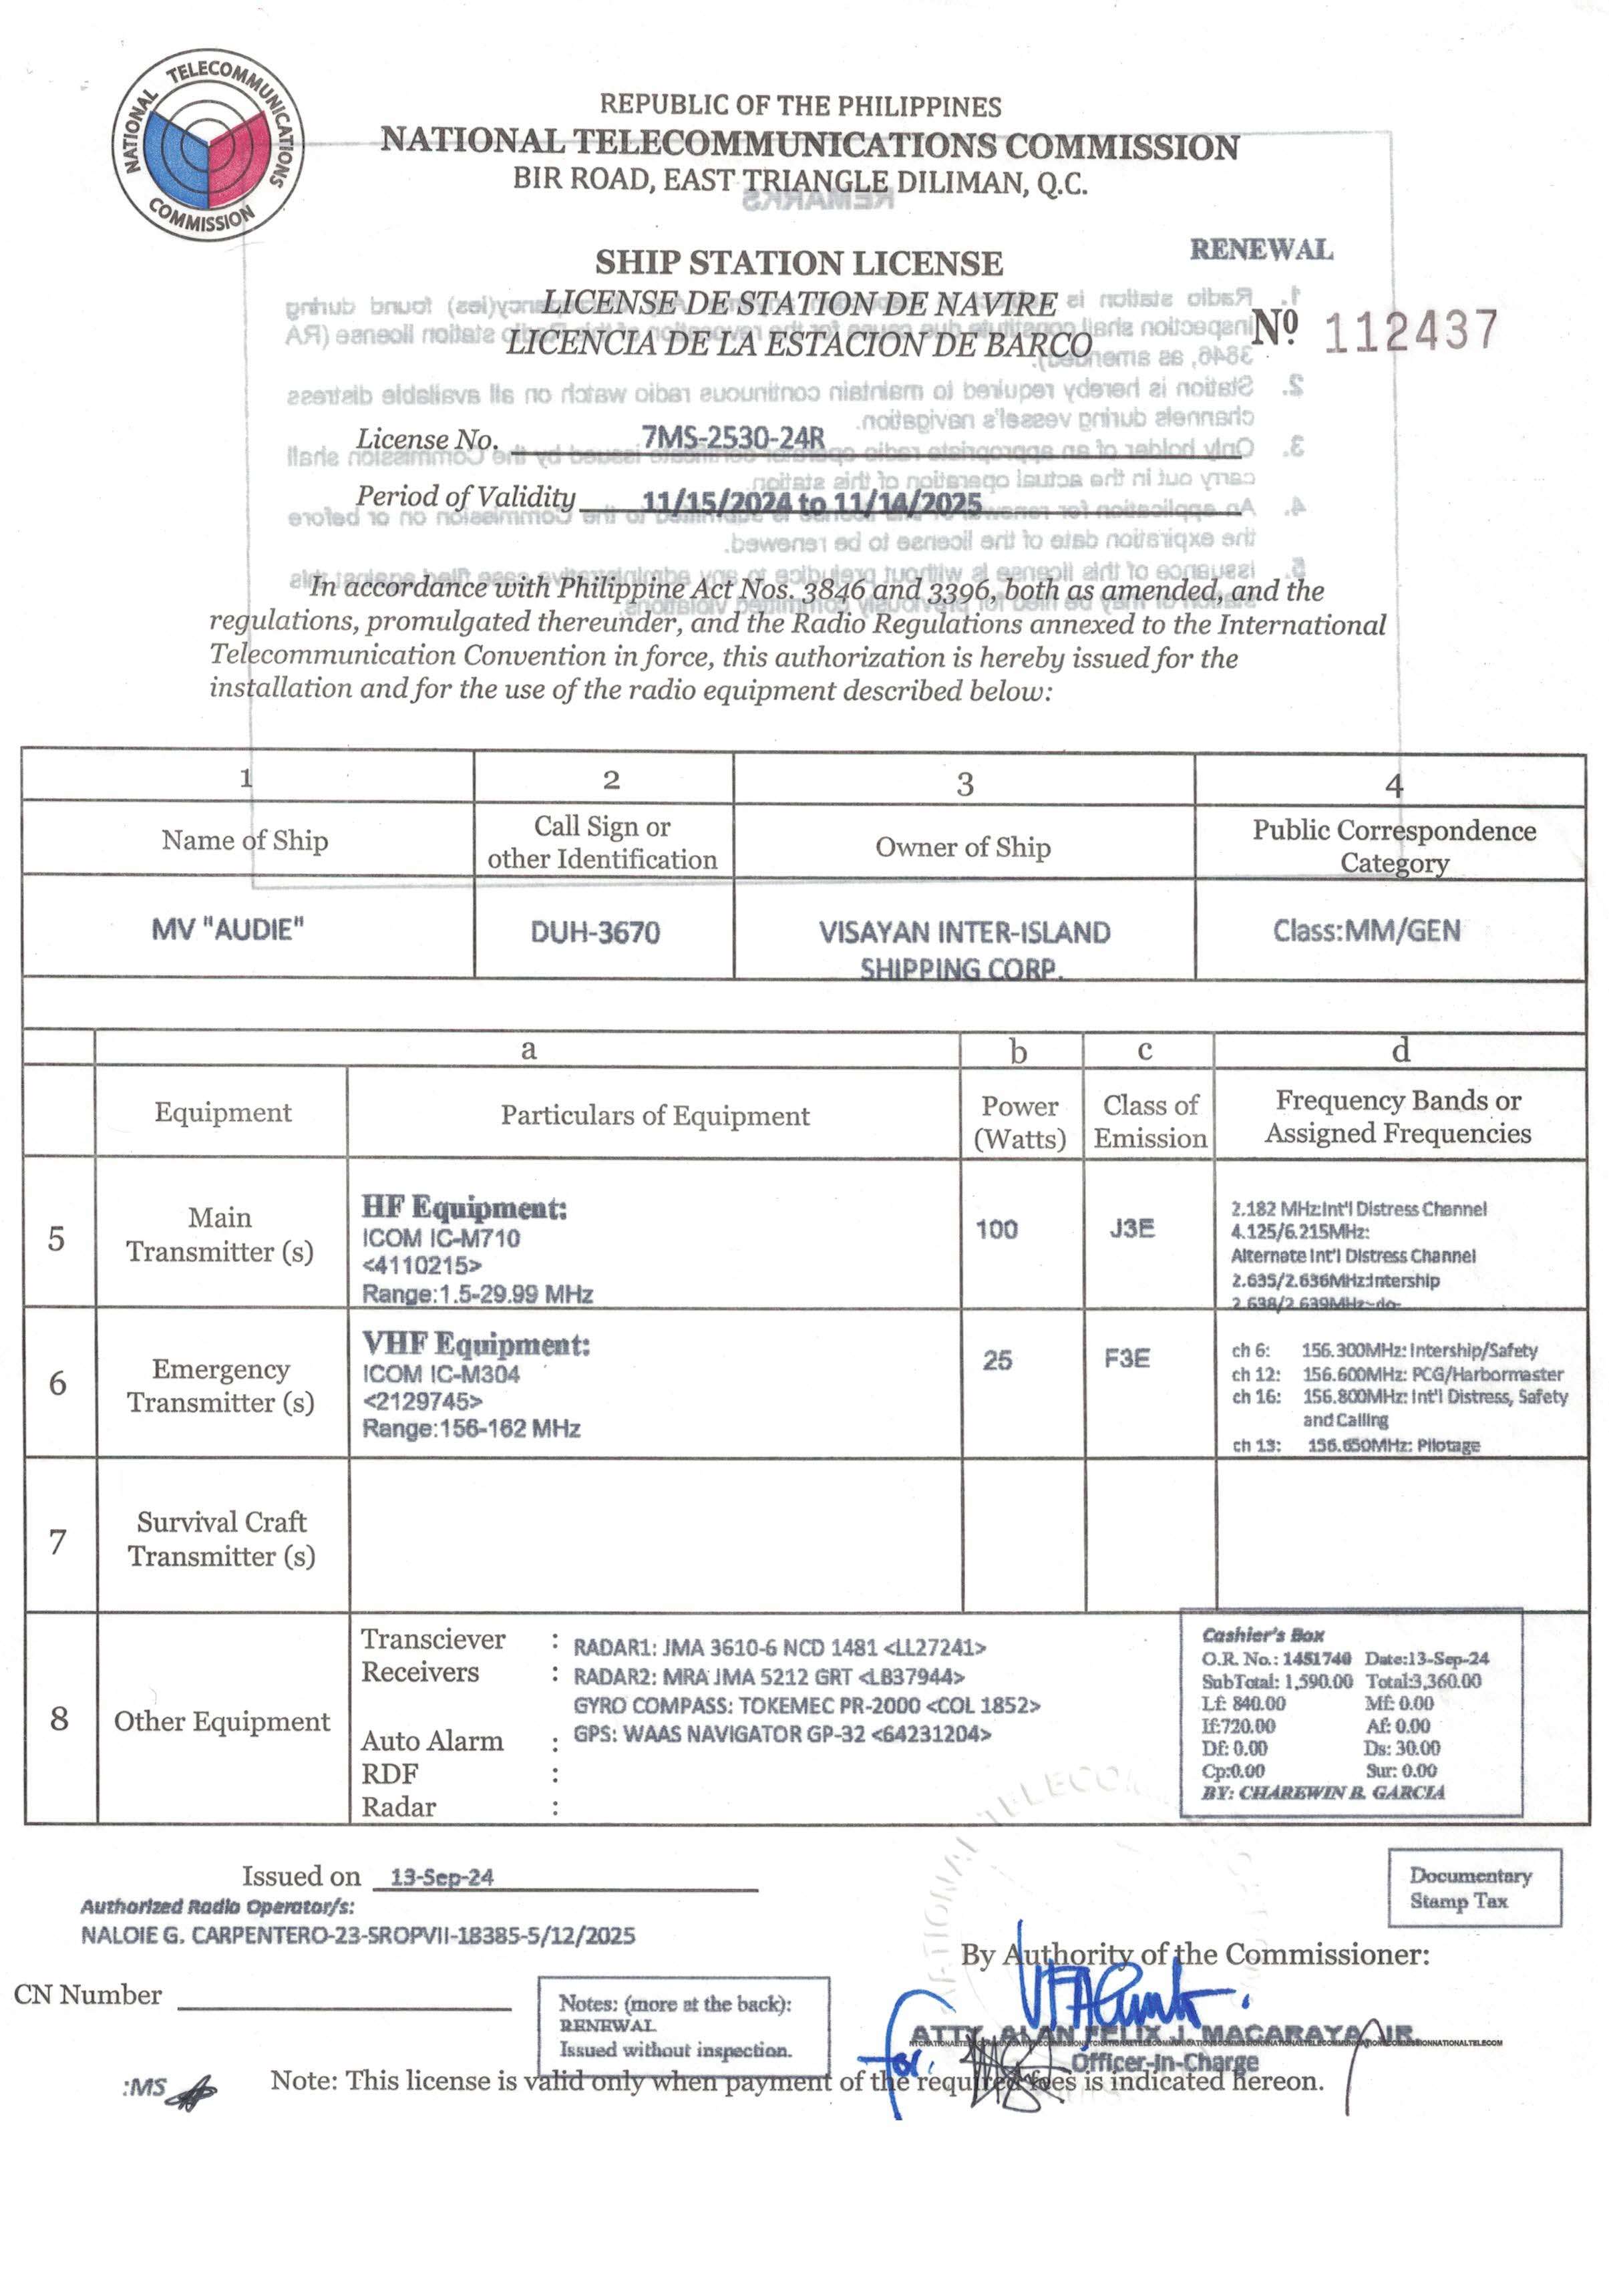 NATIONAL TELECOMMUNICATIONS COMMISSION
REPUBLIC OF THE PHILIPPINES
NATIONAL TELECOMMUNICATIONS COMMISSION
BIR ROAD, EAST TRIANGLE DILIMAN, Q.C.
REMARKS
RENEWAL
SHIP STATION LICENSE
LICENSE DE STATION DE NAVIRE
LICENCIA DE LA ESTACION DE BARCO
Nº 112437
License No. 7MS-2530-24R
Period of Validity 11/15/2024 to 11/14/2025
In accordance with Philippine Act Nos. 3846 and 3396, both as amended, and the
regulations, promulgated thereunder, and the Radio Regulations annexed to the International
Telecommunication Convention in force, this authorization is hereby issued for the
installation and for the use of the radio equipment described below:
1 2 3 4
Name of Ship
Call Sign or
other Identification
Owner of Ship
Public Correspondence
Category
MV "AUDIE"
DUH-3670
VISAYAN INTER-ISLAND
SHIPPING CORP.
Class:MM/GEN
a b c d
Equipment
Particulars of Equipment
Power
(Watts)
Class of
Emission
Frequency Bands or
Assigned Frequencies
5
Main
Transmitter (s)
HF Equipment:
ICOM IC-M710
<4110215>
Range:1.5-29.99 MHz
100
J3E
2.182 MHz:Int'l Distress Channel
4.125/6.215MHz:
Alternate Int'l Distress Channel
2.635/2.636MHz:Intership
2.638/2.639MHz-do-
6
Emergency
Transmitter (s)
VHF Equipment:
ICOM IC-M304
<2129745>
Range:156-162 MHz
25
F3E
ch 6: 156.300MHz: Intership/Safety
ch 12: 156.600MHz: PCG/Harbormaster
ch 16: 156.800MHz: Int'l Distress, Safety
and Calling
ch 13: 156.650MHz: Pilotage
7
Survival Craft
Transmitter (s)
8
Other Equipment
Transciever :
Receivers :
Auto Alarm :
RDF :
Radar :
RADAR1: JMA 3610-6 NCD 1481 <LL27241>
RADAR2: MRA JMA 5212 GRT <LB37944>
GYRO COMPASS: TOKEMEC PR-2000 <COL 1852>
GPS: WAAS NAVIGATOR GP-32 <64231204>
Cashier's Box
O.R. No.: 1451740 Date:13-Sep-24
SubTotal: 1,590.00 Total:3,360.00
Lf: 840.00 Mf: 0.00
If:720.00 Af: 0.00
Df: 0.00 Ds: 30.00
Cp:0.00 Sur: 0.00
BY: CHAREWIN B. GARCIA
Issued on 13-Sep-24
Authorized Radio Operator/s:
NALOIE G. CARPENTERO-23-SROPVII-18385-5/12/2025
Documentary
Stamp Tax
By Authority of the Commissioner:
CN Number
Notes: (more at the back):
RENEWAL
Issued without inspection.
for.
ATTY. ALAN FELIX J. MACARAYA, JR.
Officer-In-Charge
:MS
Note: This license is valid only when payment of the required fees is indicated hereon.